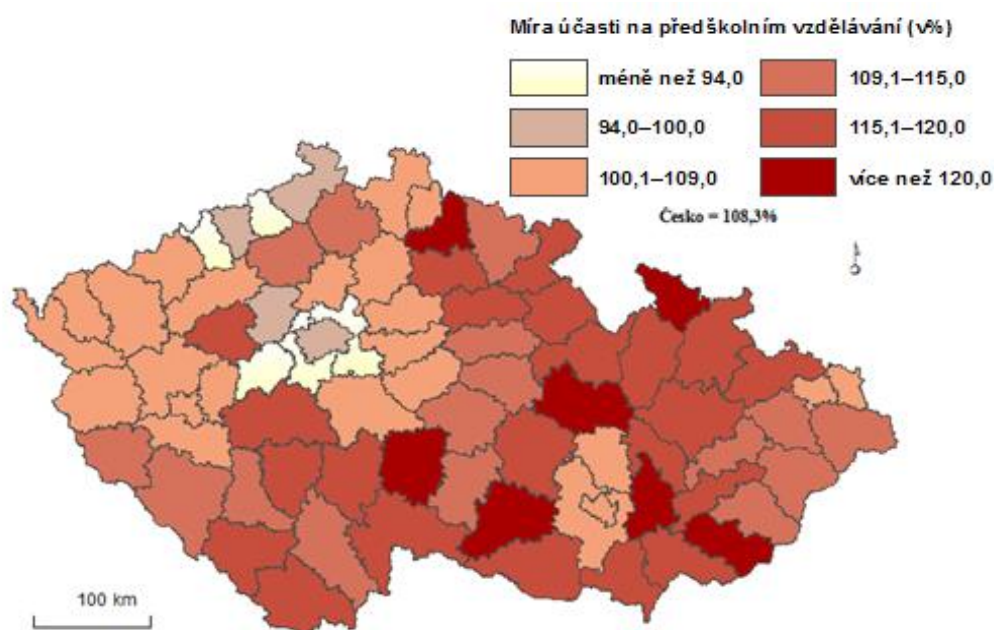 Míra účasti na předškolním vzdělávání (v%)
méně než 94,0
94,0–100,0
100,1–109,0
109,1–115,0
115,1–120,0
více než 120,0
Česko = 108,3%
100 km